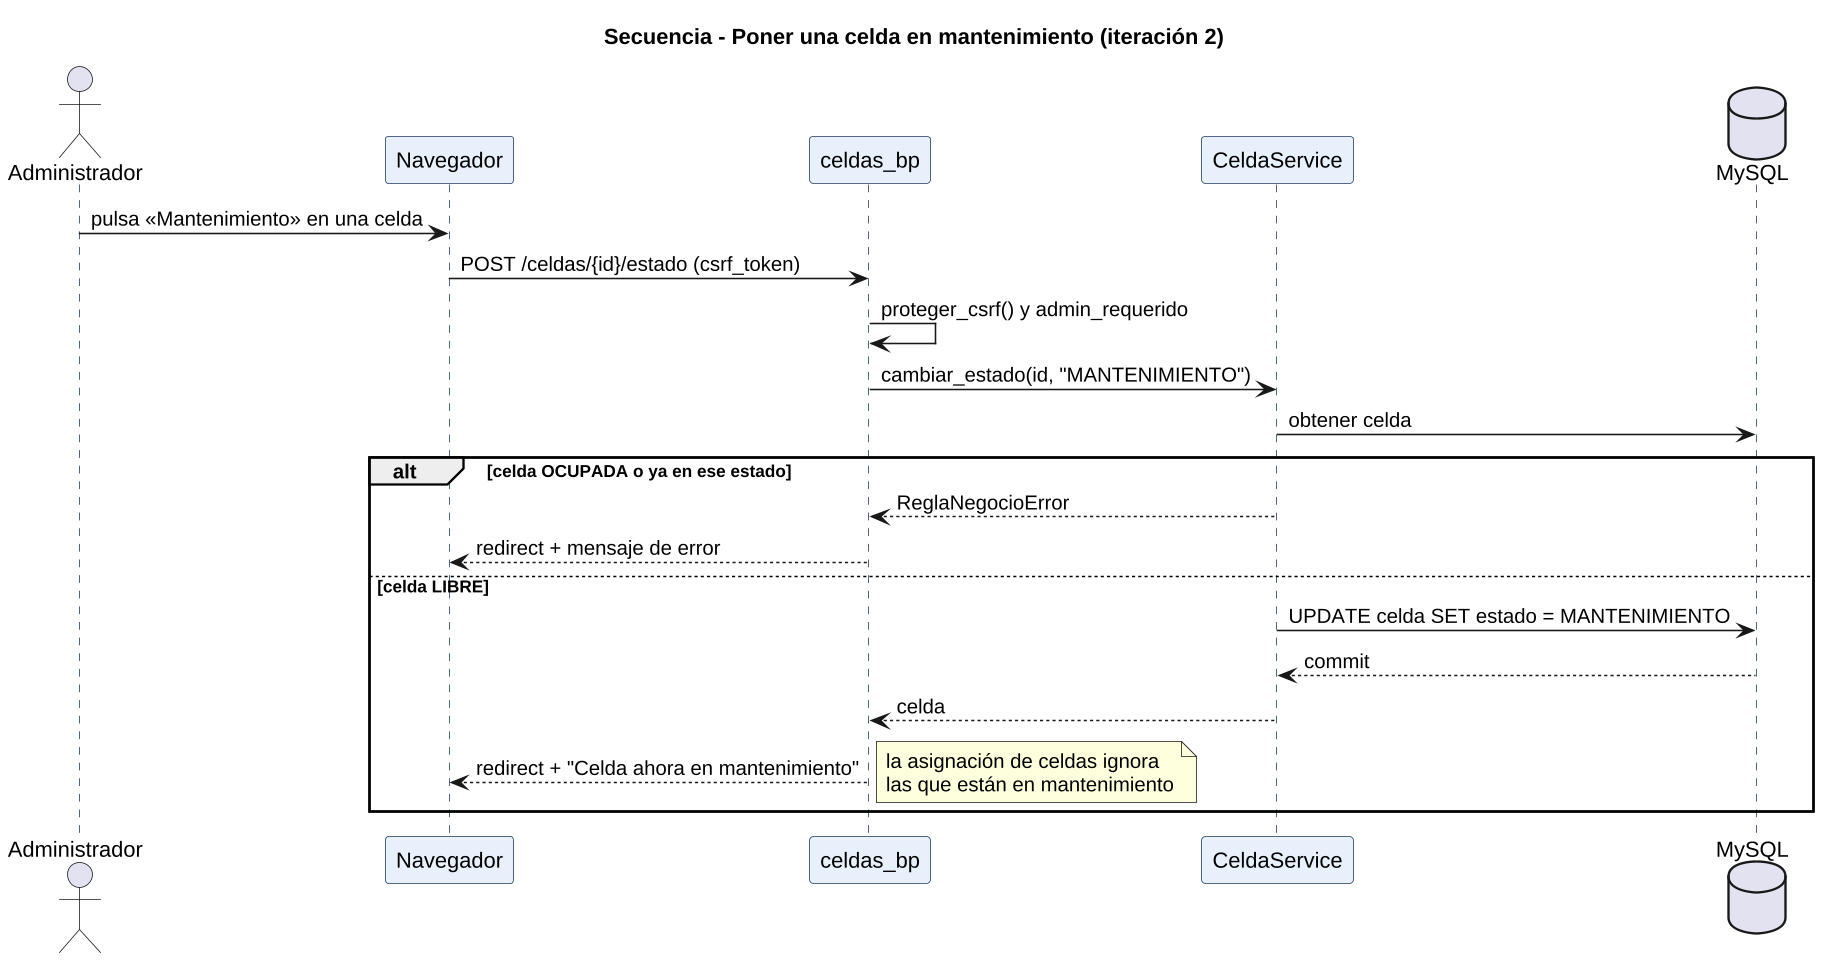 Secuencia - Poner una celda en mantenimiento (iteración 2)
Administrador
Navegador
celdas_bp
CeldaService
MySQL
pulsa «Mantenimiento» en una celda
POST /celdas/{id}/estado (csrf_token)
proteger_csrf() y admin_requerido
cambiar_estado(id, "MANTENIMIENTO")
obtener celda
alt
[celda OCUPADA o ya en ese estado]
ReglaNegocioError
redirect + mensaje de error
[celda LIBRE]
UPDATE celda SET estado = MANTENIMIENTO
commit
celda
redirect + "Celda ahora en mantenimiento"
la asignación de celdas ignora
las que están en mantenimiento
Administrador
Navegador
celdas_bp
CeldaService
MySQL